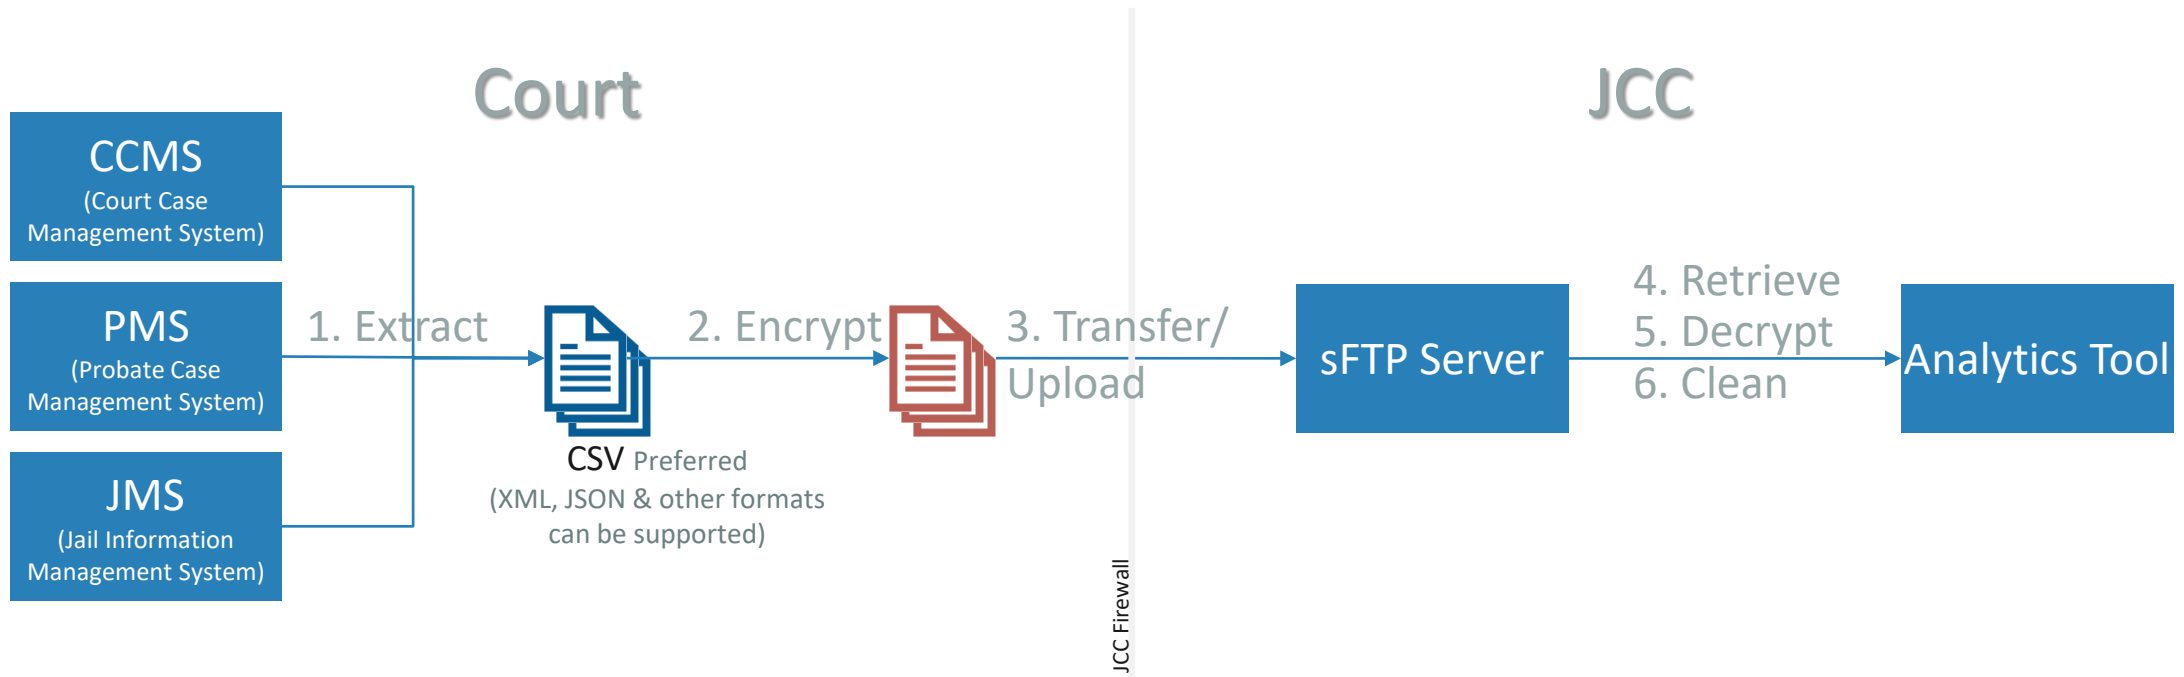 Court
JCC
CCMS
(Court Case
Management System)
PMS
(Probate Case
Management System)
JMS
(Jail Information
Management System)
1. Extract
CSV Preferred
(XML, JSON & other formats
can be supported)
2. Encrypt
3. Transfer/
Upload
JCC Firewall
sFTP Server
4. Retrieve
5. Decrypt
6. Clean
Analytics Tool